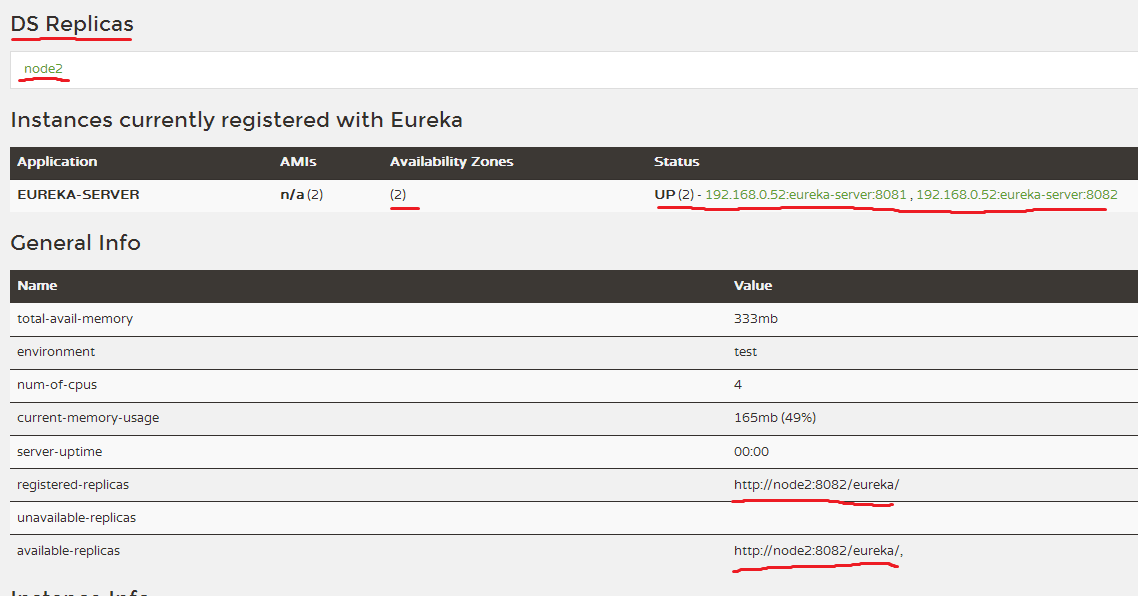 DS Replicas
node2
Instances currently registered with Eureka
Application AMIs Availability Zones Status
EUREKA-SERVER n/a (2) (2) UP (2) - 192.168.0.52:eureka-server:8081 , 192.168.0.52:eureka-server:8082
General Info
Name Value
total-avail-memory 333mb
environment test
num-of-cpus 4
current-memory-usage 165mb (49%)
server-uptime 00:00
registered-replicas http://node2:8082/eureka/
unavailable-replicas
available-replicas http://node2:8082/eureka/,
Instance Info